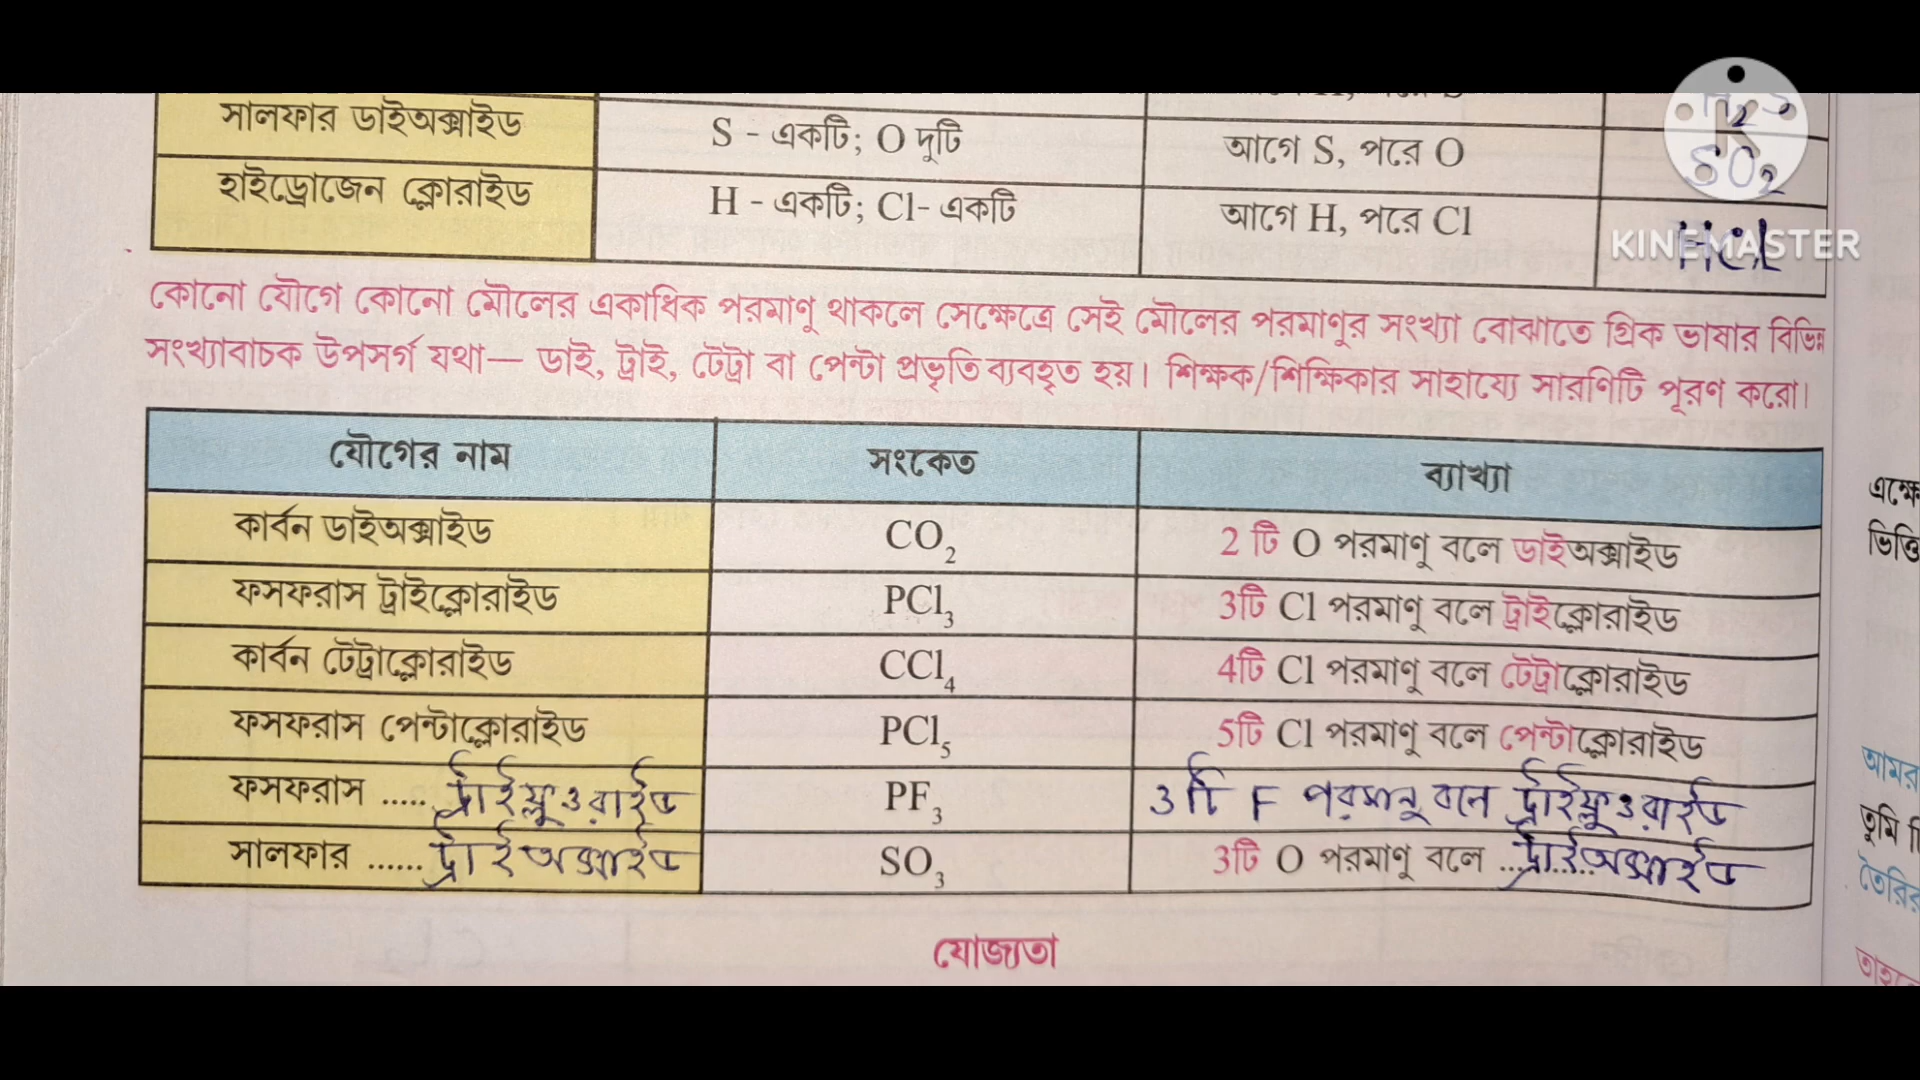 সালফার ডাইঅক্সাইড S - একটি; O দুটি আগে S, পরে O SO₂
হাইড্রোজেন ক্লোরাইড H - একটি; Cl- একটি আগে H, পরে Cl HCl
KINEMASTER
কোনো যৌগে কোনো মৌলের একাধিক পরমাণু থাকলে সেক্ষেত্রে সেই মৌলের পরমাণুর সংখ্যা বোঝাতে গ্রিক ভাষার বিভিন্ন
সংখ্যাবাচক উপসর্গ যথা— ডাই, ট্রাই, টেট্রা বা পেন্টা প্রভৃতি ব্যবহৃত হয়। শিক্ষক/শিক্ষিকার সাহায্যে সারণিটি পূরণ করো।
যৌগের নাম সংকেত ব্যাখ্যা
কার্বন ডাইঅক্সাইড CO₂ 2 টি O পরমাণু বলে ডাইঅক্সাইড
ফসফরাস ট্রাইক্লোরাইড PCl₃ 3টি Cl পরমাণু বলে ট্রাইক্লোরাইড
কার্বন টেট্রাক্লোরাইড CCl₄ 4টি Cl পরমাণু বলে টেট্রাক্লোরাইড
ফসফরাস পেন্টাক্লোরাইড PCl₅ 5টি Cl পরমাণু বলে পেন্টাক্লোরাইড
ফসফরাস ..... ট্রাইফ্লুওরাইড PF₃ 3 টি F পরমানু বলে ট্রাইফ্লুওরাইড
সালফার ...... ট্রাইঅক্সাইড SO₃ 3টি O পরমাণু বলে ........ ট্রাইঅক্সাইড
যোজ্যতা
তুমি